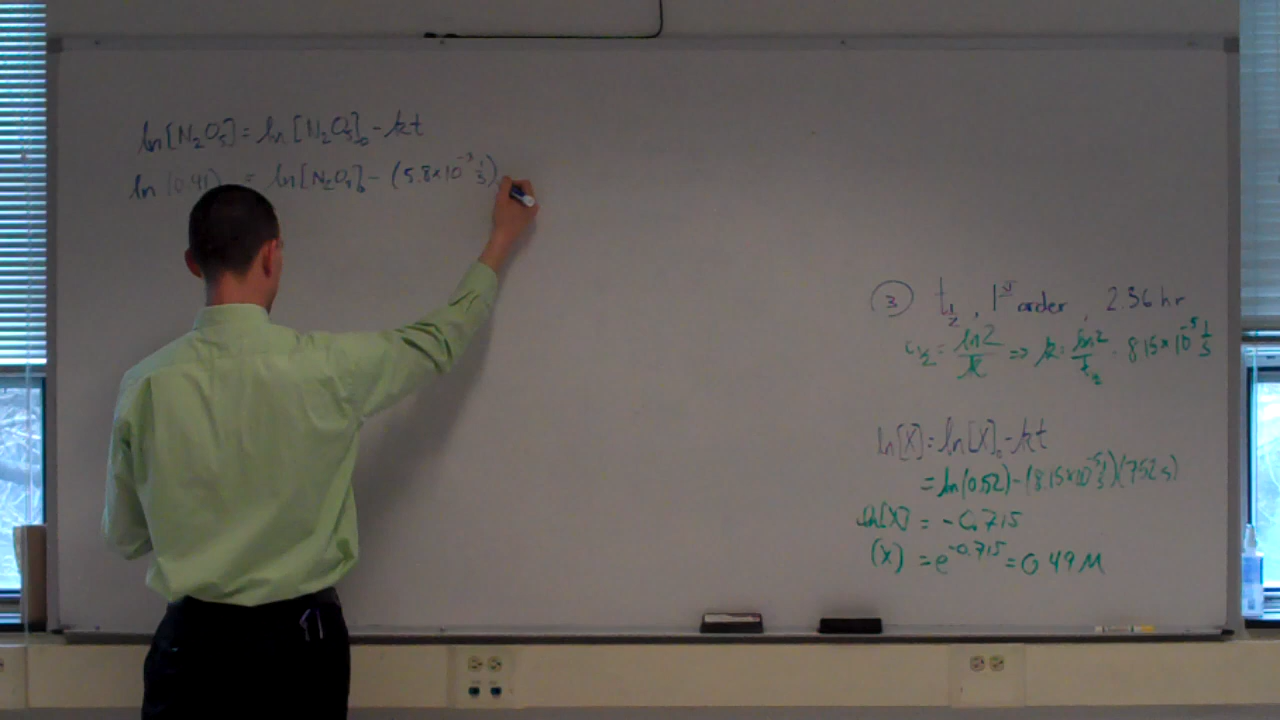 ln[N₂O₅] = ln[N₂O₅]₀ - kt
ln(0.41) = ln[N₂O₅]₀ - (5.8×10⁻³ 1/s)
③ t½, 1st order, 2.36 hr
t½ = ln2/k ⇒ k = ln2/t½ = 8.15×10⁻⁵ 1/s
ln[X] = ln[X]₀ - kt
= ln(0.52) - (8.15×10⁻⁵ 1/s)(752 s)
ln[X] = -0.715
[X] = e^-0.715 = 0.49 M